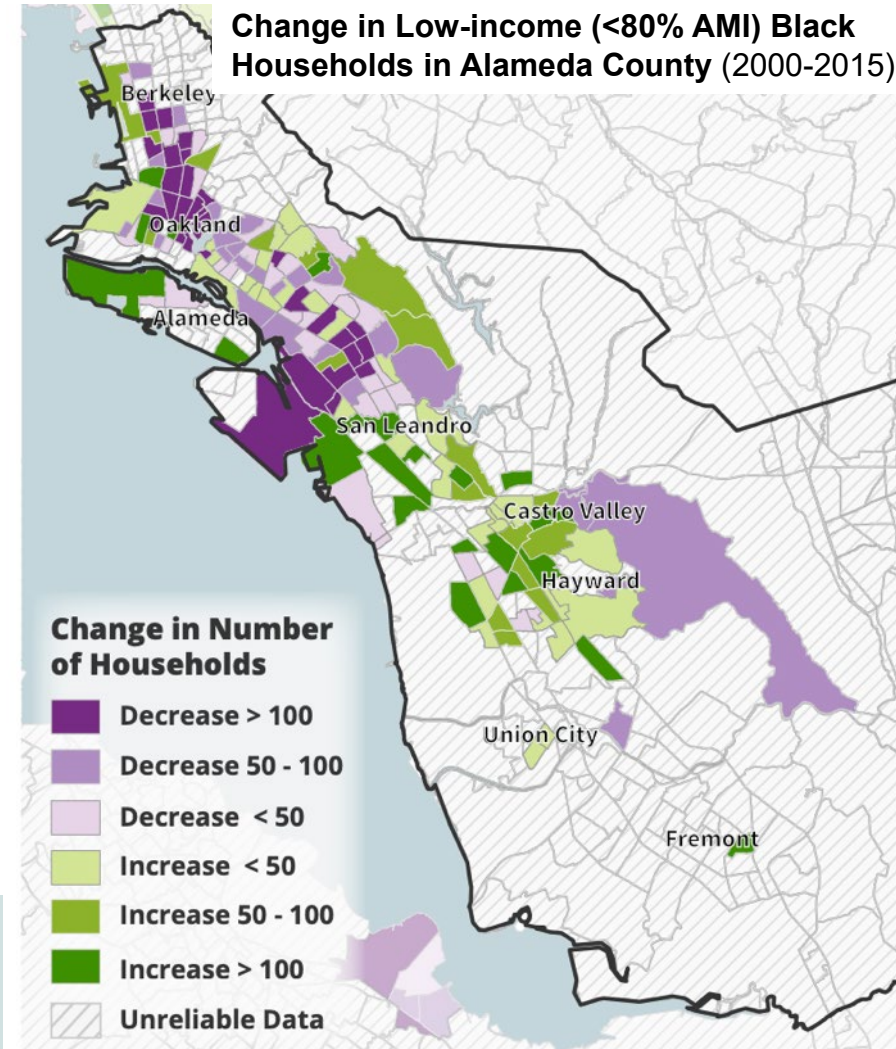 Change in Low-income (<80% AMI) Black
Households in Alameda County (2000-2015)
Berkeley
Oakland
Alameda
San Leandro
Castro Valley
Hayward
Union City
Fremont
Change in Number
of Households
Decrease > 100
Decrease 50 - 100
Decrease < 50
Increase < 50
Increase 50 - 100
Increase > 100
Unreliable Data